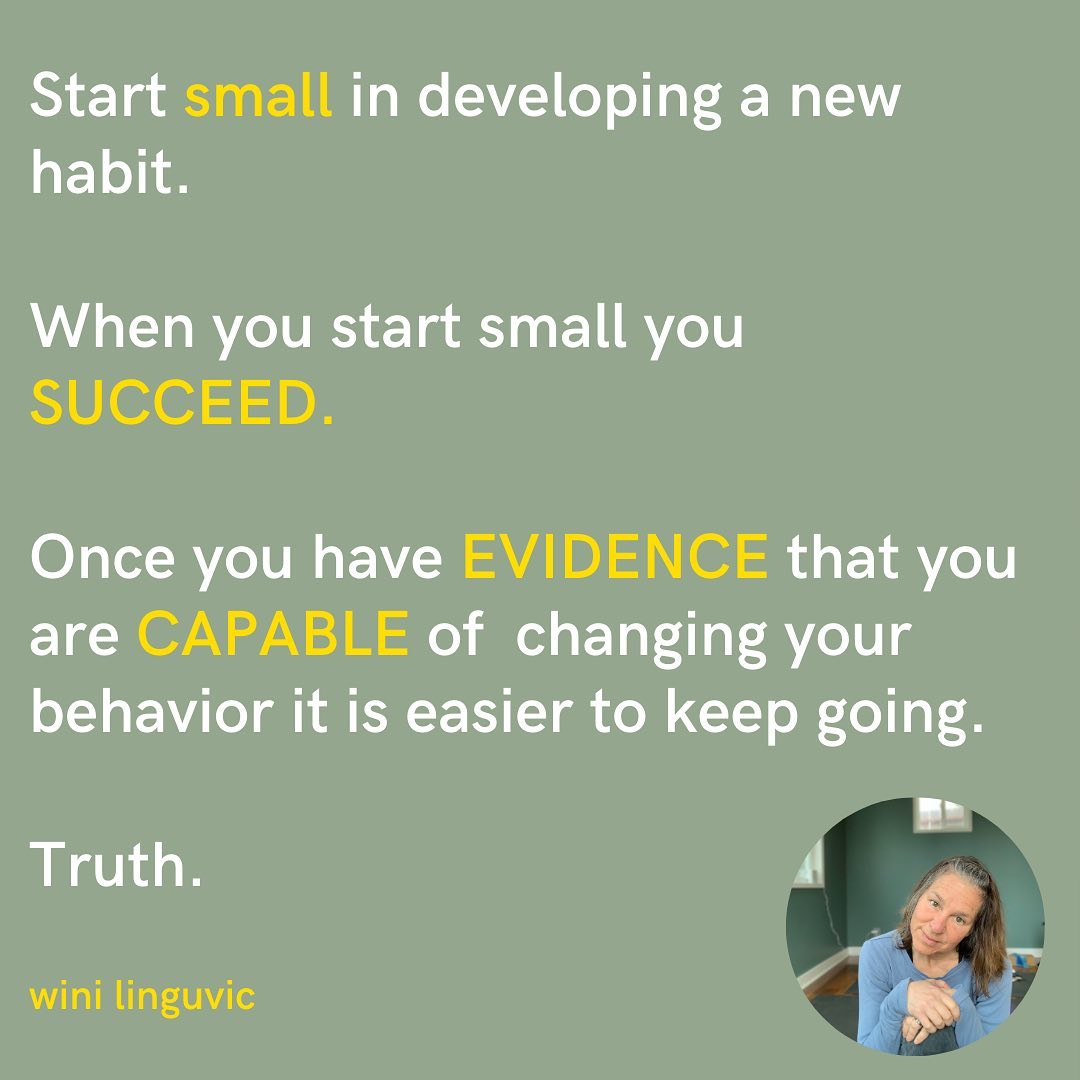 Start small in developing a new
habit.
When you start small you
SUCCEED.
Once you have EVIDENCE that you
are CAPABLE of  changing your
behavior it is easier to keep going.
Truth.
wini linguvic